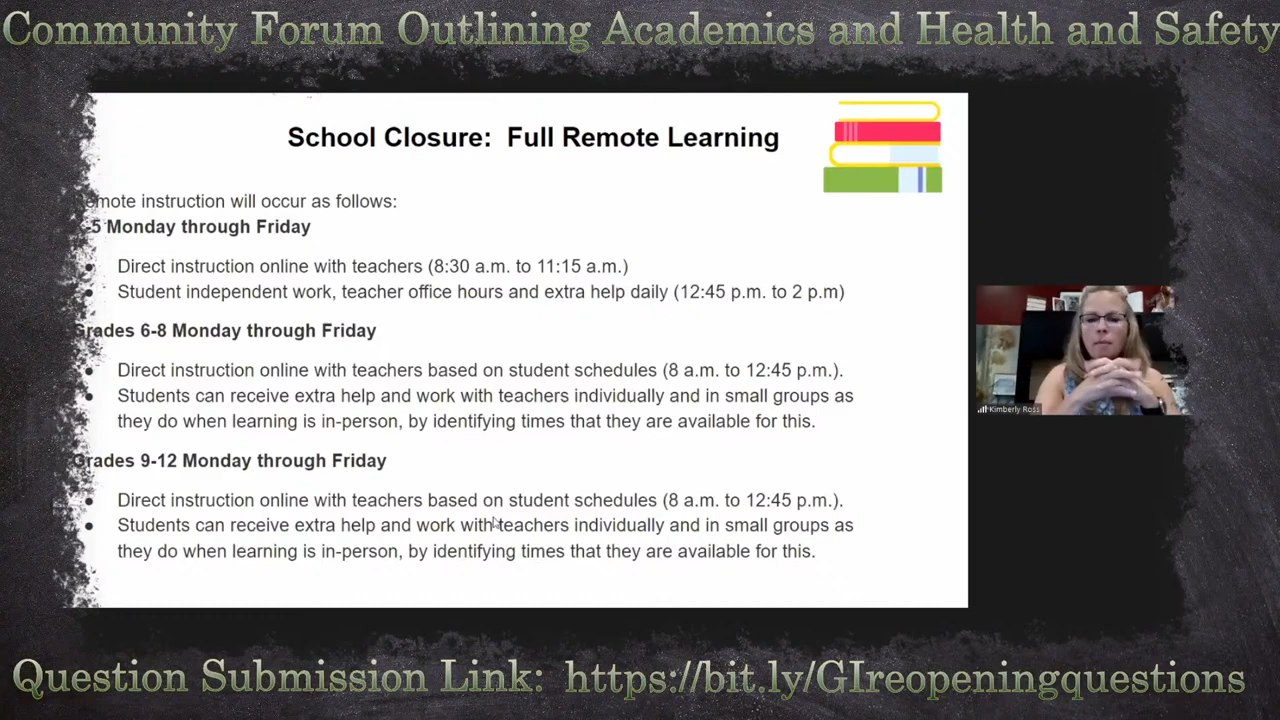 Community Forum Outlining Academics and Health and Safety
School Closure: Full Remote Learning
emote instruction will occur as follows:
-5 Monday through Friday
• Direct instruction online with teachers (8:30 a.m. to 11:15 a.m.)
• Student independent work, teacher office hours and extra help daily (12:45 p.m. to 2 p.m)
Grades 6-8 Monday through Friday
• Direct instruction online with teachers based on student schedules (8 a.m. to 12:45 p.m.).
• Students can receive extra help and work with teachers individually and in small groups as
they do when learning is in-person, by identifying times that they are available for this.
Kimberly Ross
Grades 9-12 Monday through Friday
• Direct instruction online with teachers based on student schedules (8 a.m. to 12:45 p.m.).
• Students can receive extra help and work with teachers individually and in small groups as
they do when learning is in-person, by identifying times that they are available for this.
Question Submission Link: https://bit.ly/GIreopeningquestions